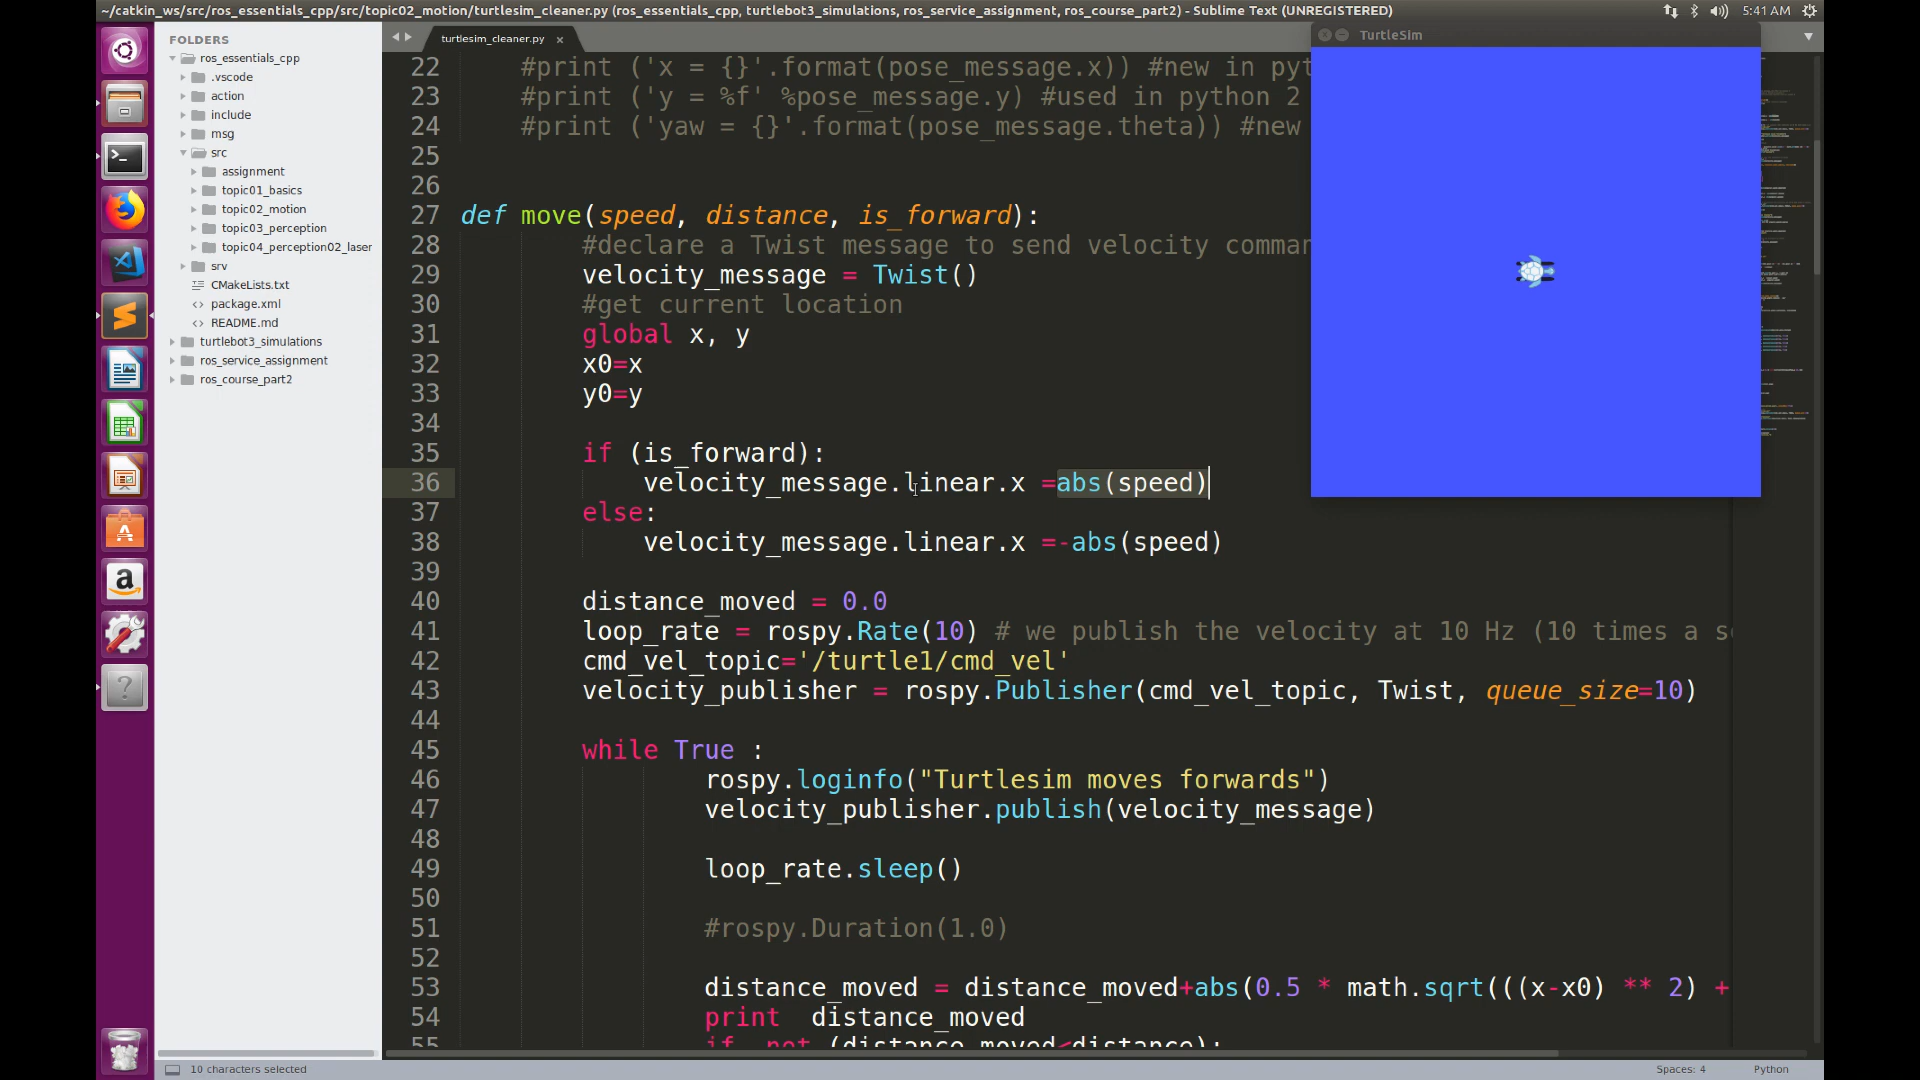 ~/catkin_ws/src/ros_essentials_cpp/src/topic02_motion/turtlesim_cleaner.py (ros_essentials_cpp, turtlebot3_simulations, ros_service_assignment, ros_course_part2) - Sublime Text (UNREGISTERED)
5:41 AM
FOLDERS
ros_essentials_cpp
.vscode
action
include
msg
src
assignment
topic01_basics
topic02_motion
topic03_perception
topic04_perception02_laser
srv
CMakeLists.txt
package.xml
README.md
turtlebot3_simulations
ros_service_assignment
ros_course_part2
turtlesim_cleaner.py
22 #print ('x = {}'.format(pose_message.x)) #new in pyt
23 #print ('y = %f' %pose_message.y) #used in python 2
24 #print ('yaw = {}'.format(pose_message.theta)) #new
25
26
27 def move(speed, distance, is_forward):
28 #declare a Twist message to send velocity comman
29 velocity_message = Twist()
30 #get current location
31 global x, y
32 x0=x
33 y0=y
34
35 if (is_forward):
36 velocity_message.linear.x =abs(speed)
37 else:
38 velocity_message.linear.x =-abs(speed)
39
40 distance_moved = 0.0
41 loop_rate = rospy.Rate(10) # we publish the velocity at 10 Hz (10 times a s
42 cmd_vel_topic='/turtle1/cmd_vel'
43 velocity_publisher = rospy.Publisher(cmd_vel_topic, Twist, queue_size=10)
44
45 while True :
46 rospy.loginfo("Turtlesim moves forwards")
47 velocity_publisher.publish(velocity_message)
48
49 loop_rate.sleep()
50
51 #rospy.Duration(1.0)
52
53 distance_moved = distance_moved+abs(0.5 * math.sqrt(((x-x0) ** 2) +
54 print distance_moved
55 if not (distance_moved<distance):
TurtleSim
10 characters selected
Spaces: 4
Python